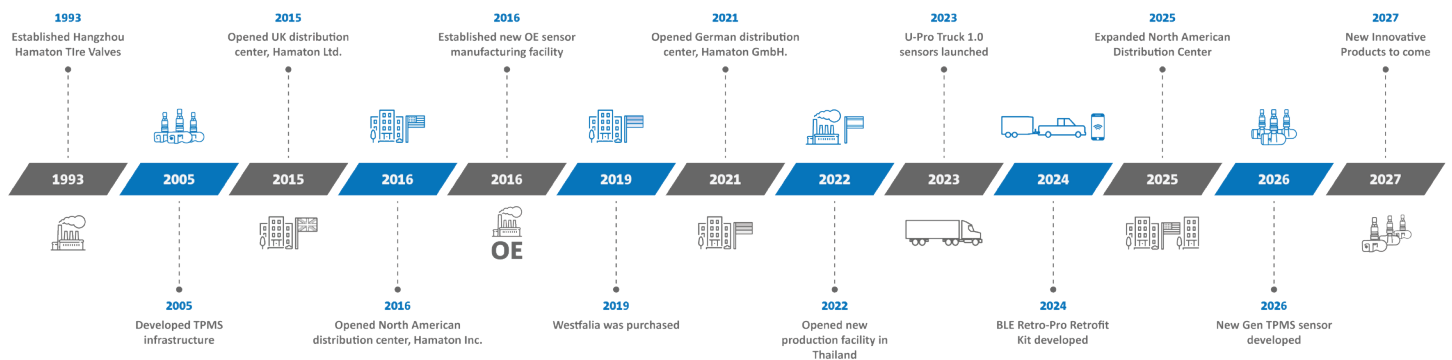 1993
Established Hangzhou
Hamaton TIre Valves
2015
Opened UK distribution
center, Hamaton Ltd.
2016
Established new OE sensor
manufacturing facility
2021
Opened German distribution
center, Hamaton GmbH.
2023
U-Pro Truck 1.0
sensors launched
2025
Expanded North American
Distribution Center
2027
New Innovative
Products to come
1993
2005
2015
2016
2016
2019
2021
2022
2023
2024
2025
2026
2027
OE
2005
Developed TPMS
infrastructure
2016
Opened North American
distribution center, Hamaton Inc.
2019
Westfalia was purchased
2022
Opened new
production facility in
Thailand
2024
BLE Retro-Pro Retrofit
Kit developed
2026
New Gen TPMS sensor
developed